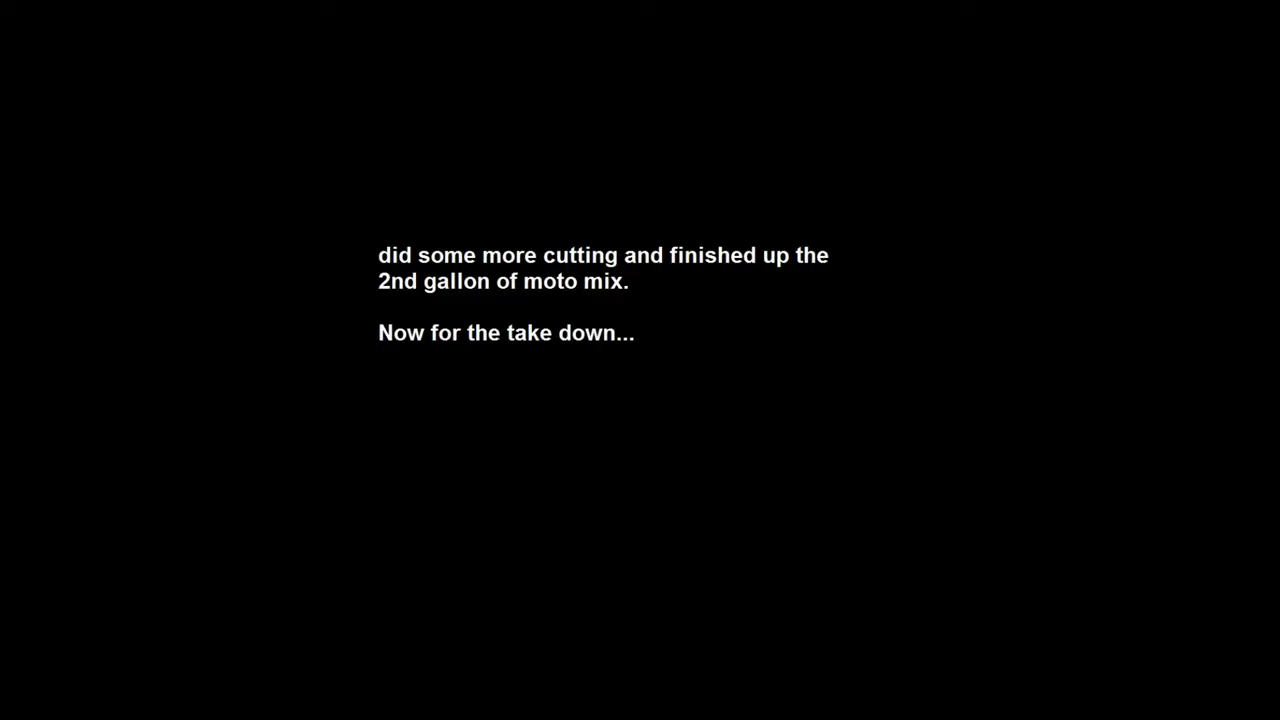 did some more cutting and finished up the
2nd gallon of moto mix.
Now for the take down...